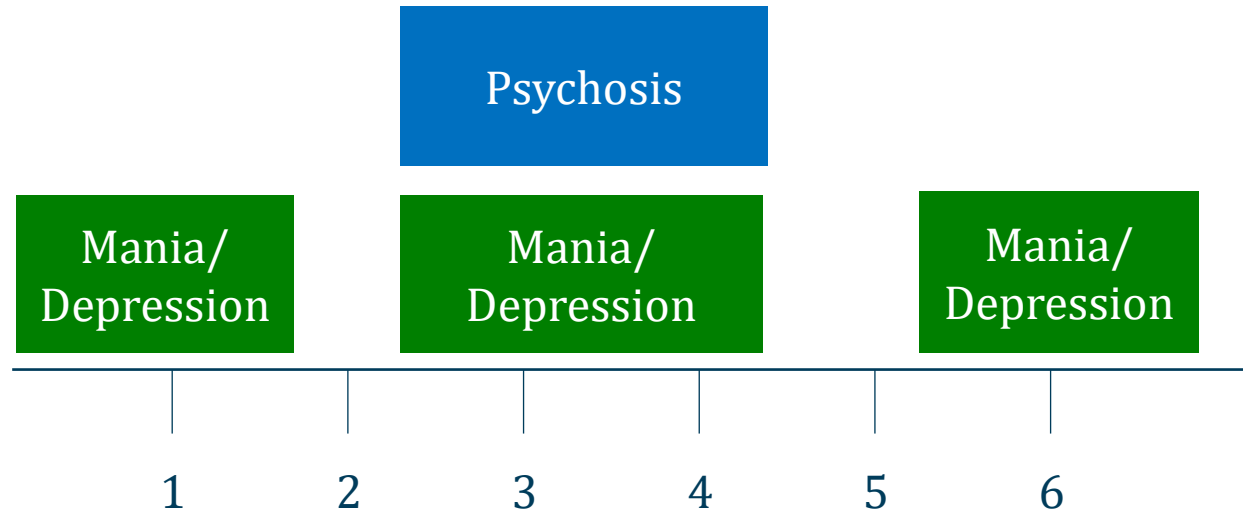 Psychosis
Mania/
Depression
Mania/
Depression
Mania/
Depression
1 2 3 4 5 6